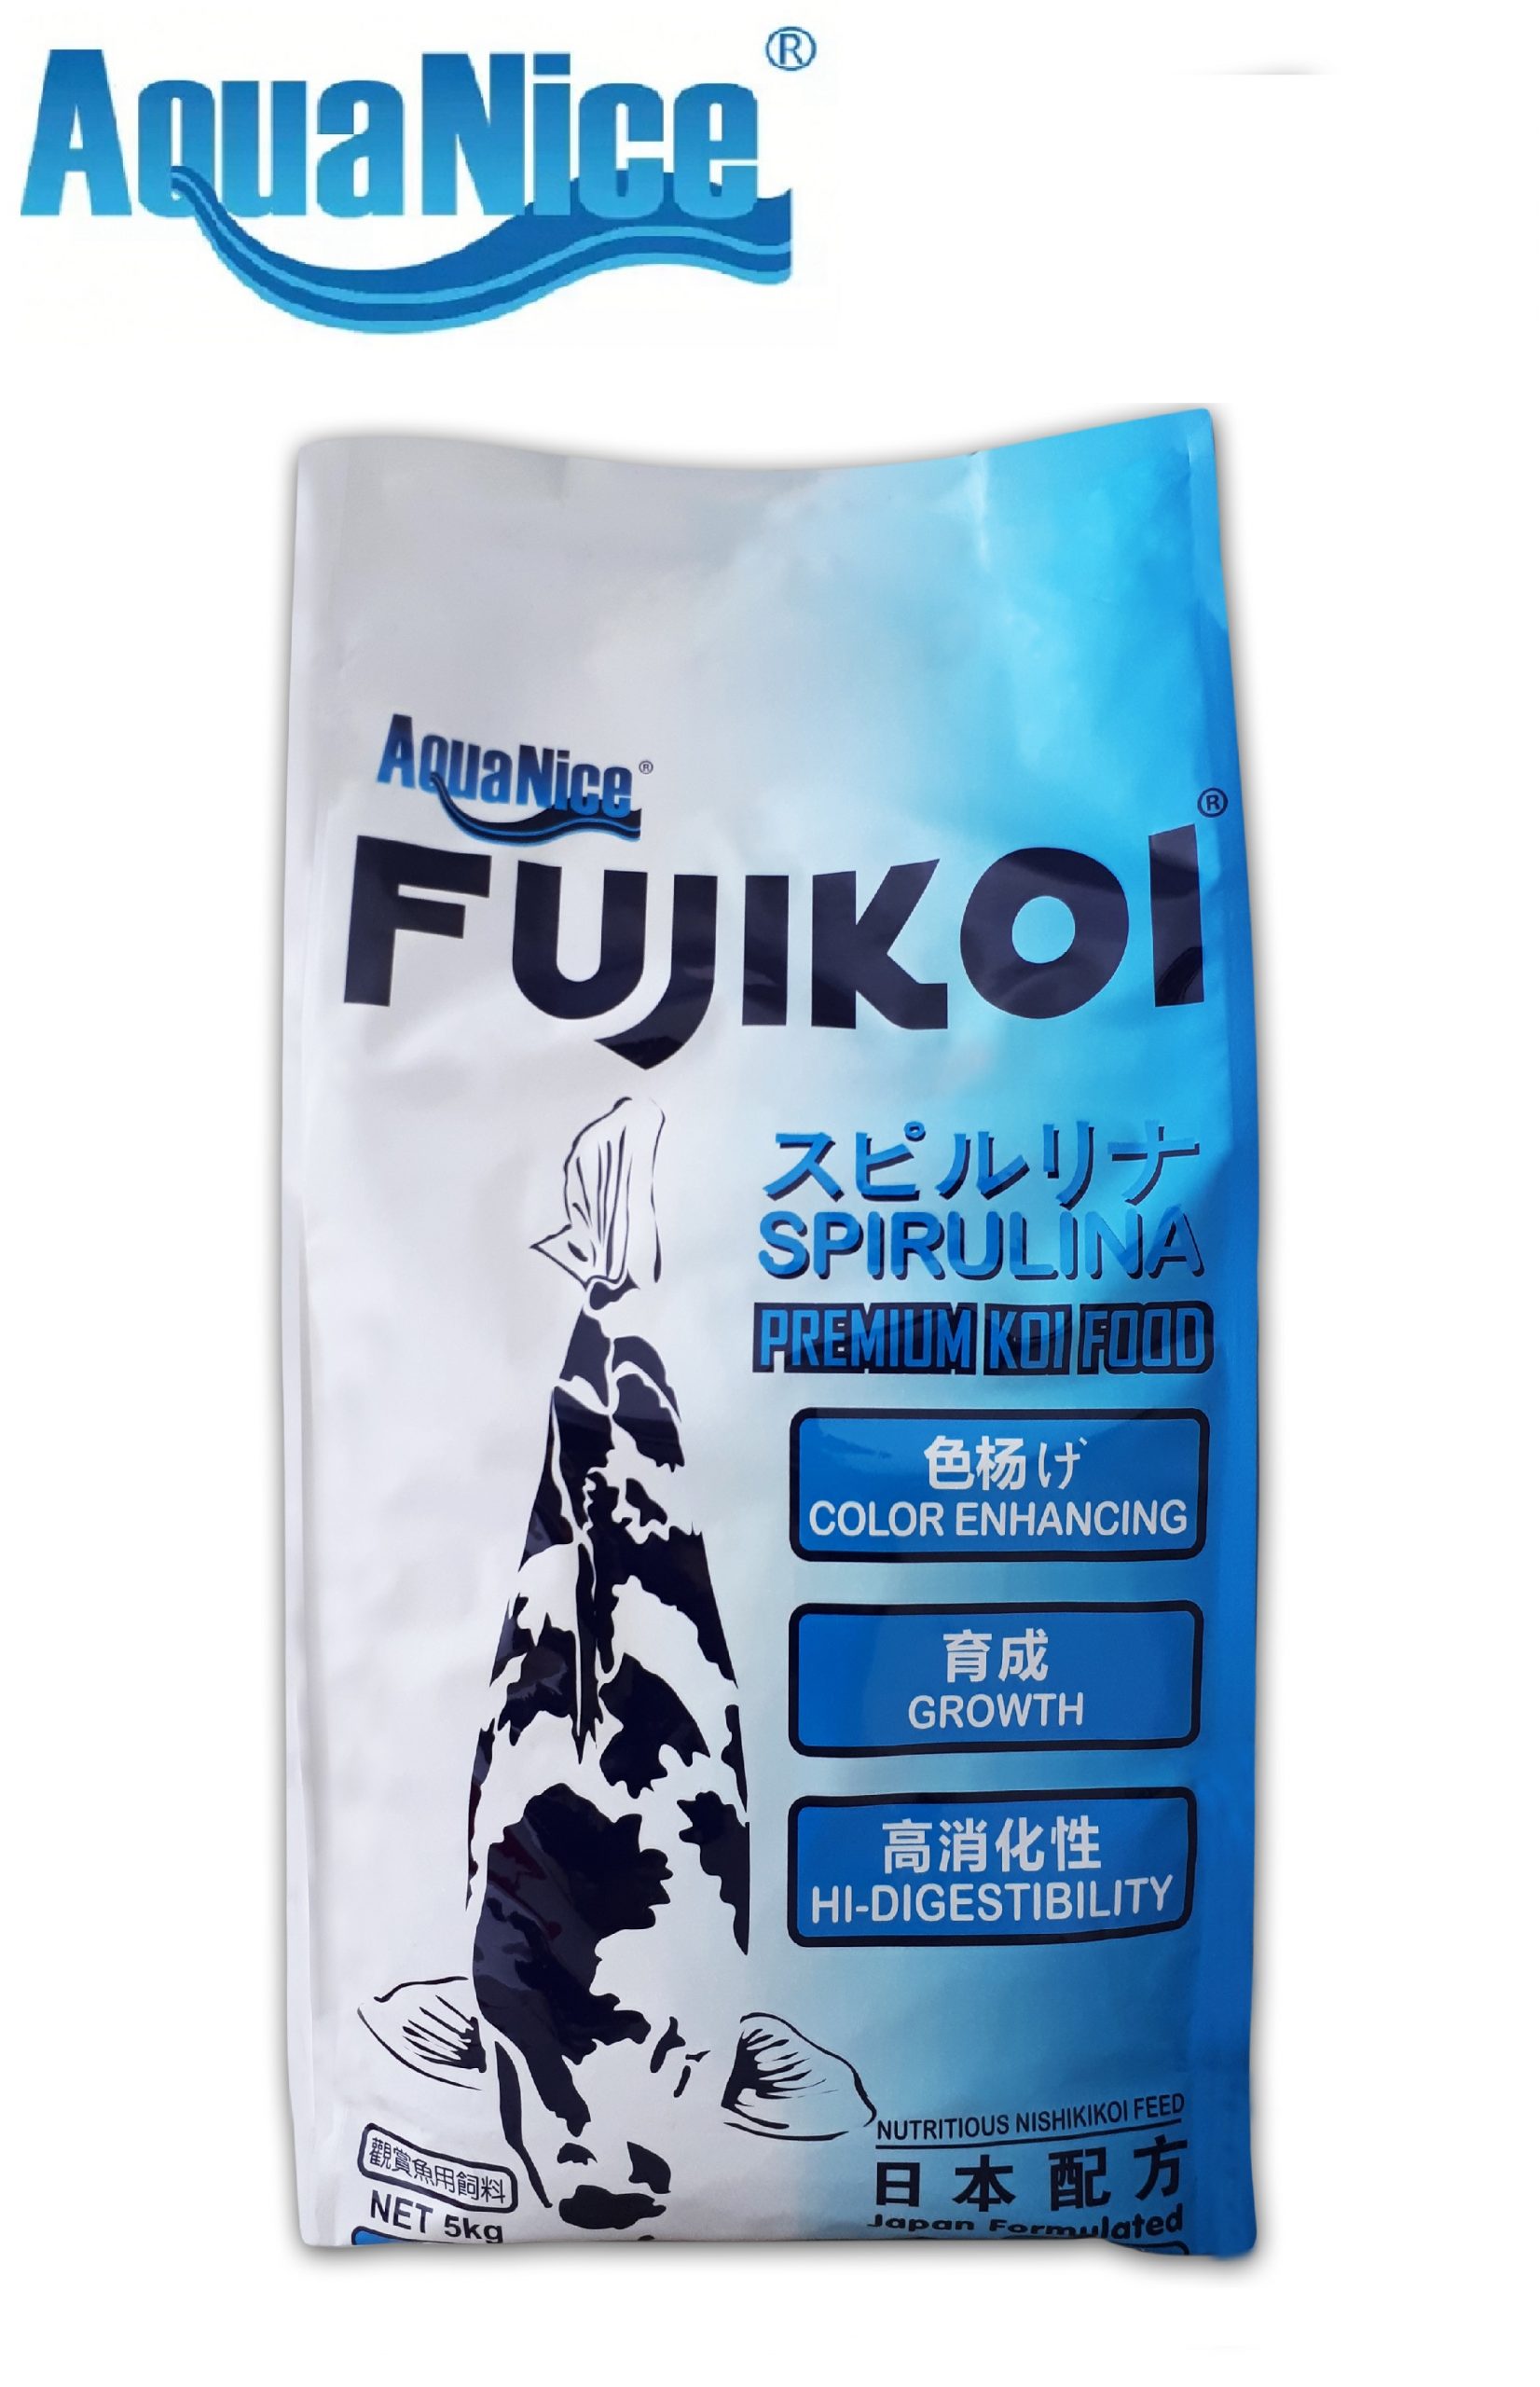 AquaNice®
AquaNice®
FUJIKOI®
スピルリナ
SPIRULINA
PREMIUM KOI FOOD
色杨げ
COLOR ENHANCING
育成
GROWTH
高消化性
HI-DIGESTIBILITY
NUTRITIOUS NISHIKIKOI FEED
日本配方
Japan Formulated
觀賞魚用飼料
NET 5kg